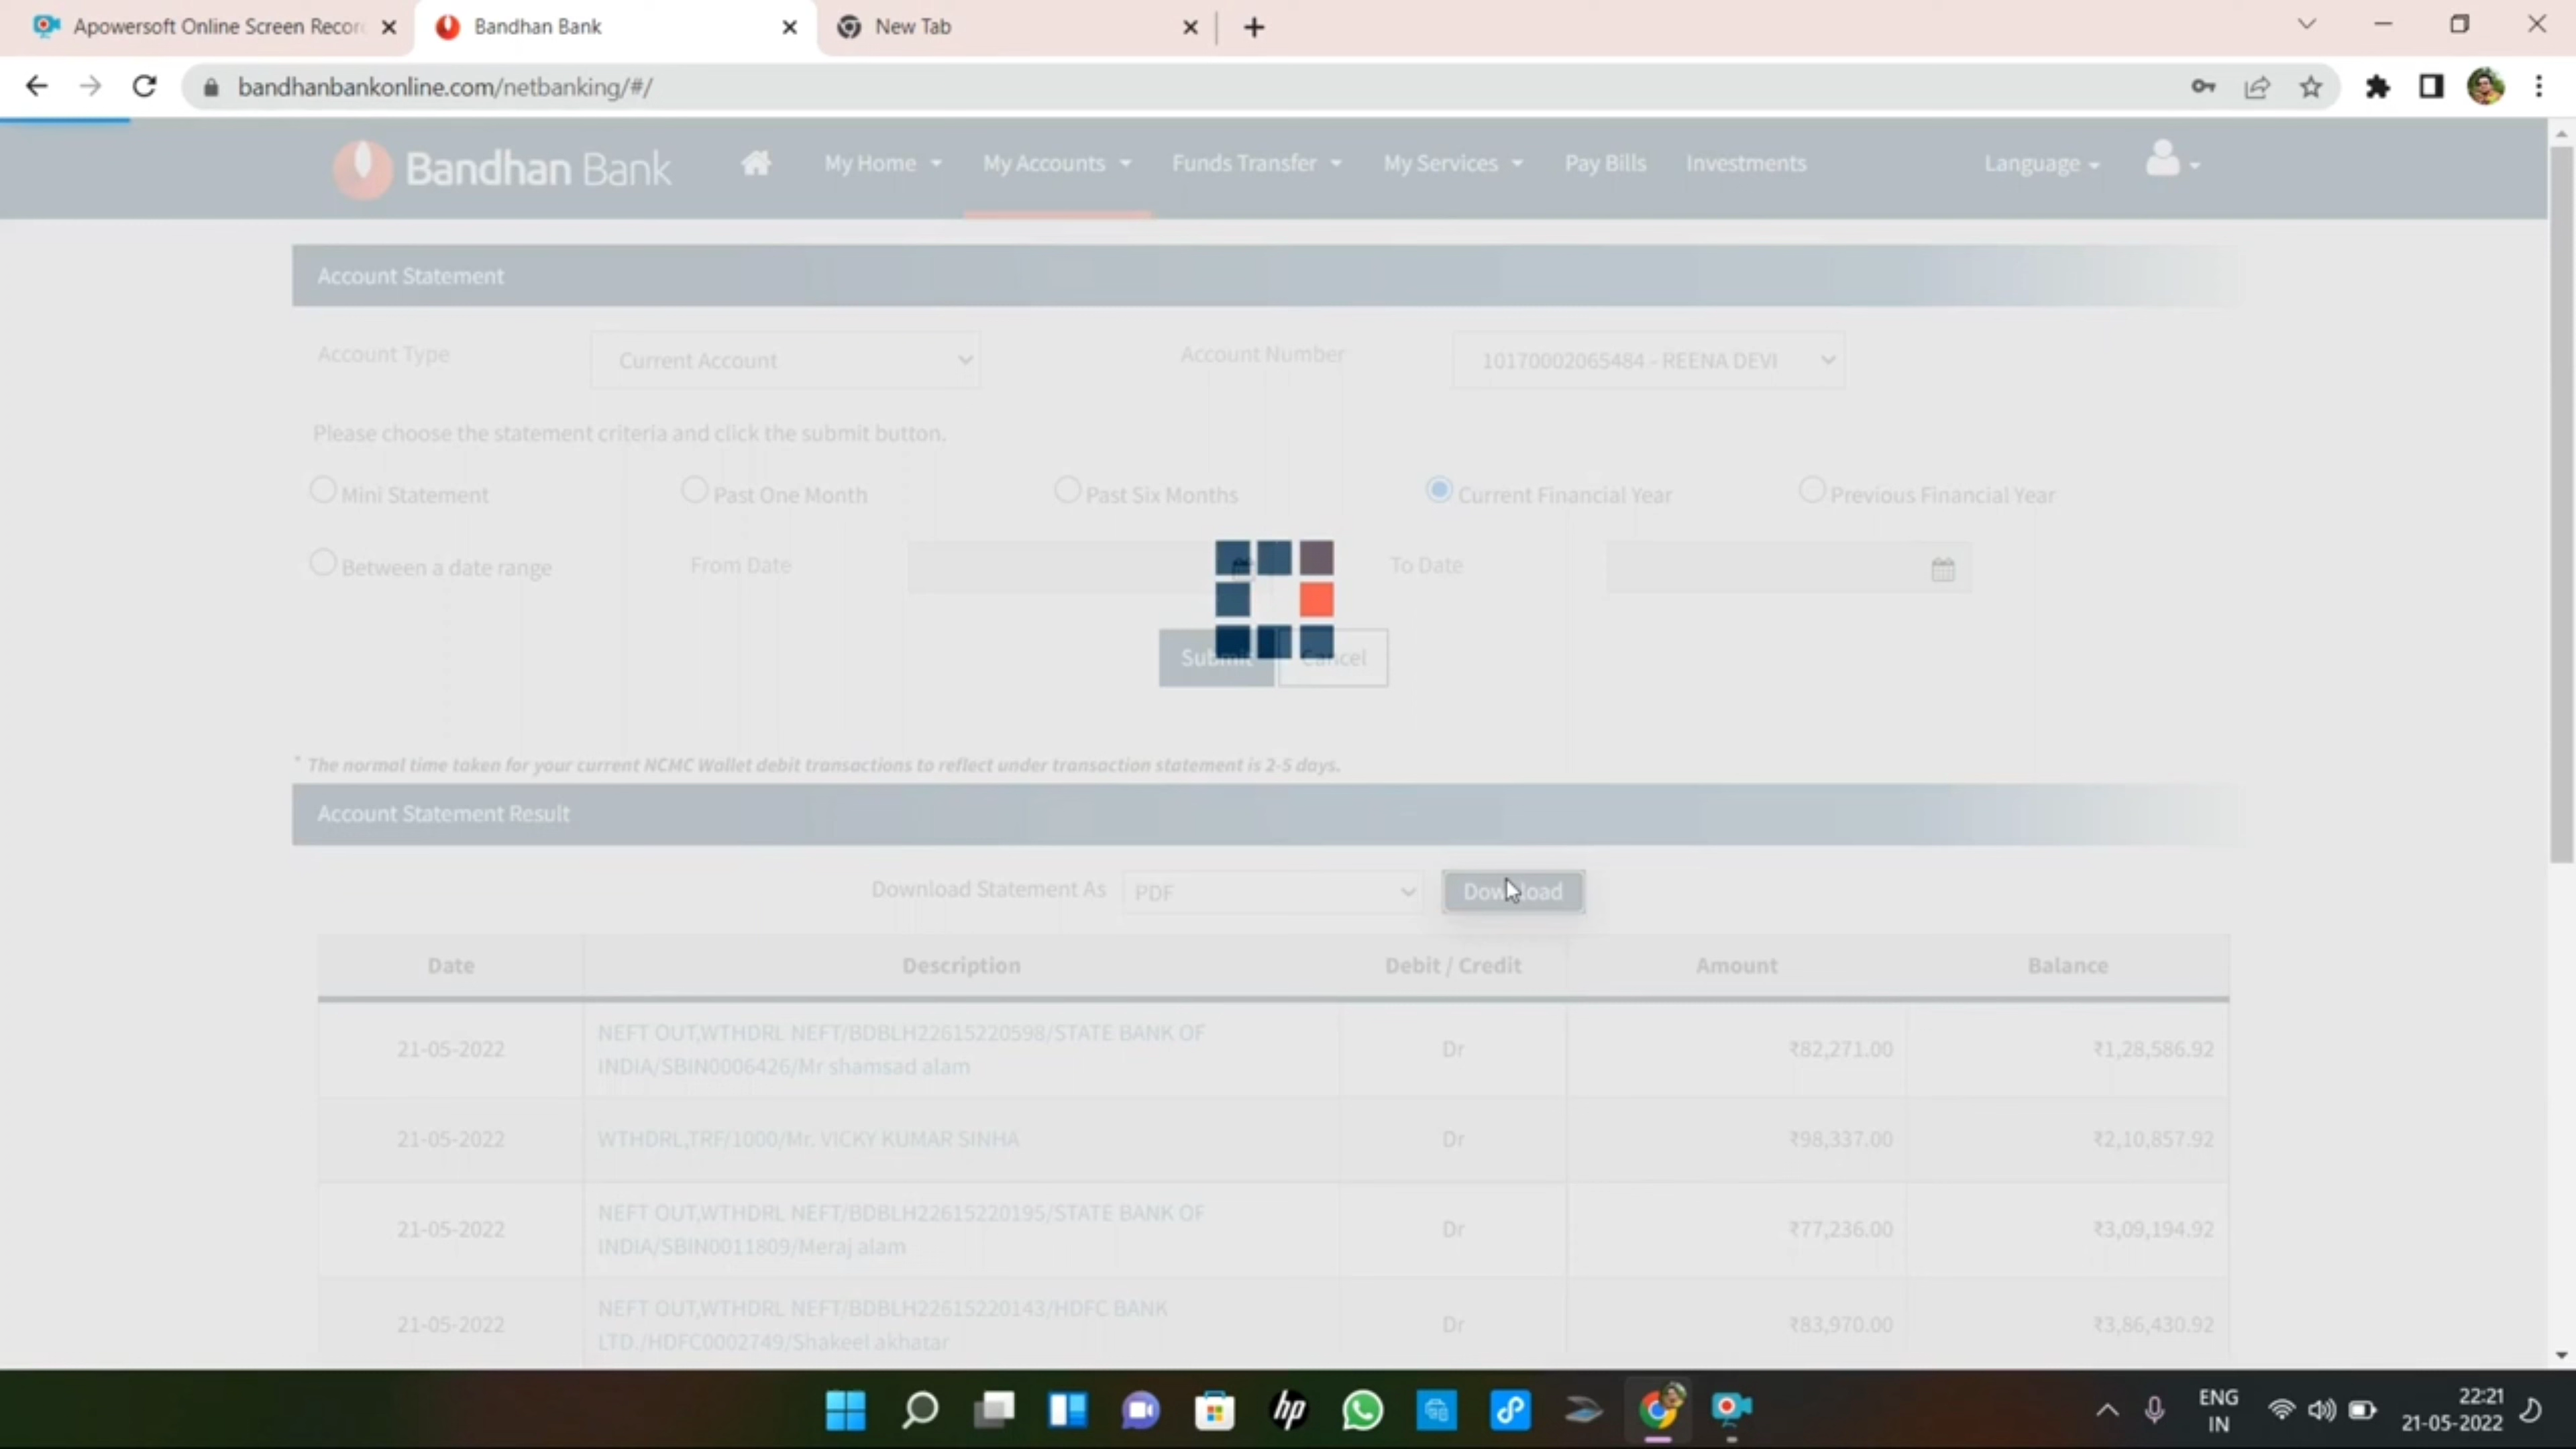 Apowersoft Online Screen Recor
Bandhan Bank
New Tab
bandhanbankonline.com/netbanking/#/
Bandhan Bank
My Home
My Accounts
Funds Transfer
My Services
Pay Bills
Investments
Language
Account Statement
Account Type
Current Account
Account Number
10170002065484 - REENA DEVI
Please choose the statement criteria and click the submit button.
Mini Statement
Past One Month
Past Six Months
Current Financial Year
Previous Financial Year
Between a date range
From Date
To Date
Submit
Cancel
* The normal time taken for your current NCMC Wallet debit transactions to reflect under transaction statement is 2-5 days.
Account Statement Result
Download Statement As
PDF
Download
Date Description Debit / Credit Amount Balance
21-05-2022
NEFT OUT,WTHDRL NEFT/BDBLH22615220598/STATE BANK OF
INDIA/SBIN0006426/Mr shamsad alam
Dr ₹82,271.00 ₹1,28,586.92
21-05-2022 WTHDRL,TRF/1000/Mr. VICKY KUMAR SINHA Dr ₹98,337.00 ₹2,10,857.92
21-05-2022
NEFT OUT,WTHDRL NEFT/BDBLH22615220195/STATE BANK OF
INDIA/SBIN0011809/Meraj alam
Dr ₹77,236.00 ₹3,09,194.92
21-05-2022
NEFT OUT,WTHDRL NEFT/BDBLH22615220143/HDFC BANK
LTD./HDFC0002749/Shakeel akhatar
Dr ₹83,970.00 ₹3,86,430.92
hp
ENG
IN
22:21
21-05-2022